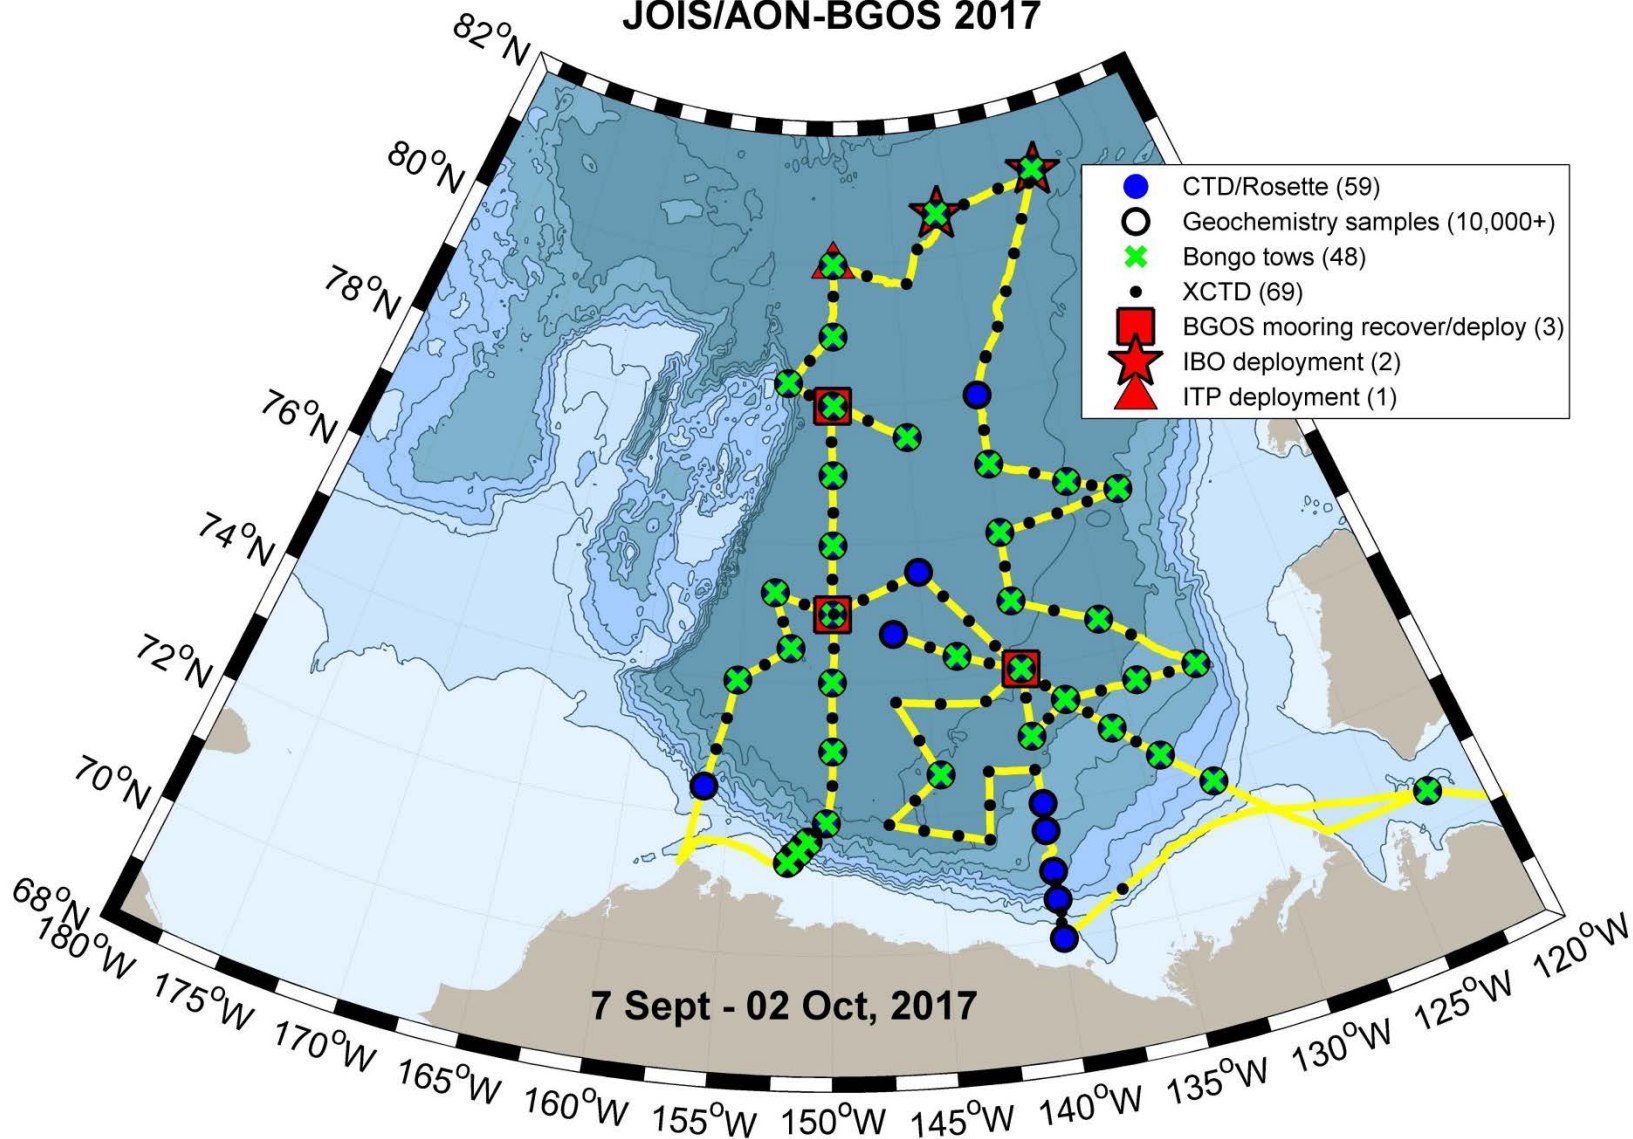 JOIS/AON-BGOS 2017
82°N
80°N
78°N
76°N
74°N
72°N
70°N
68°N
CTD/Rosette (59)
Geochemistry samples (10,000+)
Bongo tows (48)
XCTD (69)
BGOS mooring recover/deploy (3)
IBO deployment (2)
ITP deployment (1)
7 Sept - 02 Oct, 2017
180°W
175°W
170°W
165°W
160°W
155°W
150°W
145°W
140°W
135°W
130°W
125°W
120°W